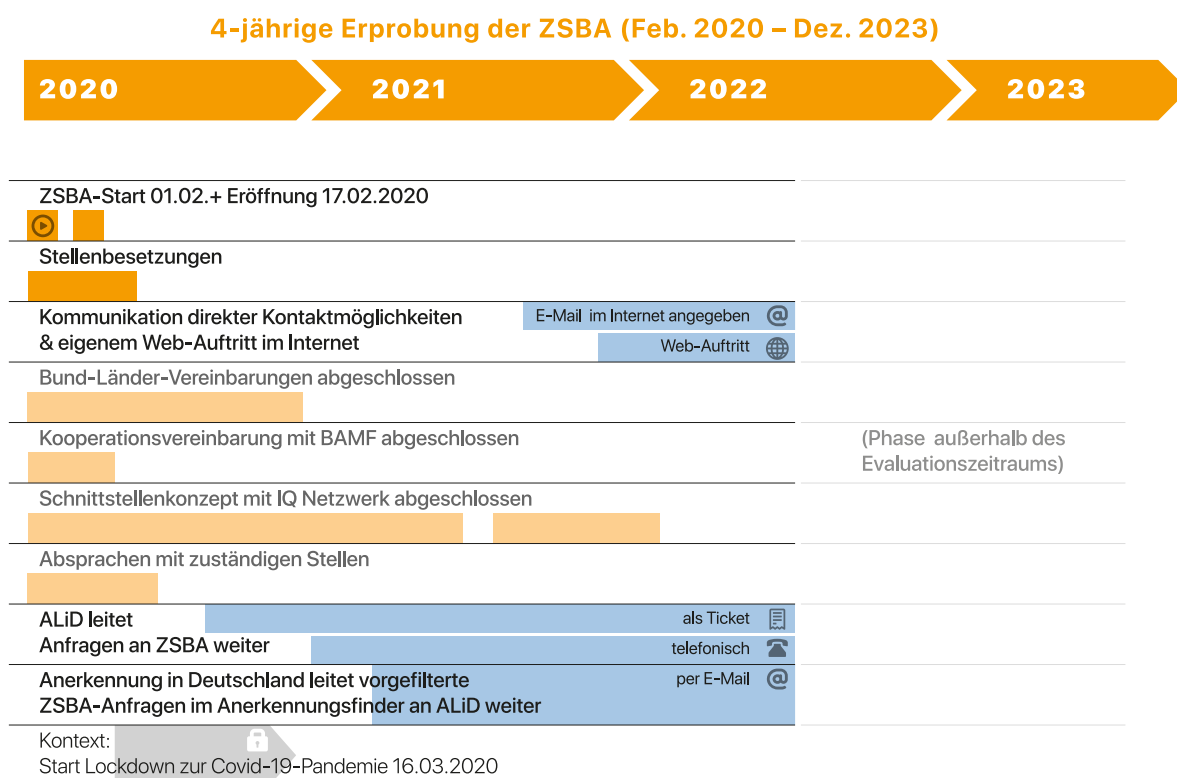 4-jährige Erprobung der ZSBA (Feb. 2020 – Dez. 2023)
2020
2021
2022
2023
ZSBA-Start 01.02.+ Eröffnung 17.02.2020
Stellenbesetzungen
Kommunikation direkter Kontaktmöglichkeiten
& eigenem Web-Auftritt im Internet
E-Mail im Internet angegeben
Web-Auftritt
Bund-Länder-Vereinbarungen abgeschlossen
Kooperationsvereinbarung mit BAMF abgeschlossen
(Phase außerhalb des
Evaluationszeitraums)
Schnittstellenkonzept mit IQ Netzwerk abgeschlossen
Absprachen mit zuständigen Stellen
ALiD leitet
Anfragen an ZSBA weiter
als Ticket
telefonisch
Anerkennung in Deutschland leitet vorgefilterte
ZSBA-Anfragen im Anerkennungsfinder an ALiD weiter
per E-Mail
Kontext:
Start Lockdown zur Covid-19-Pandemie 16.03.2020